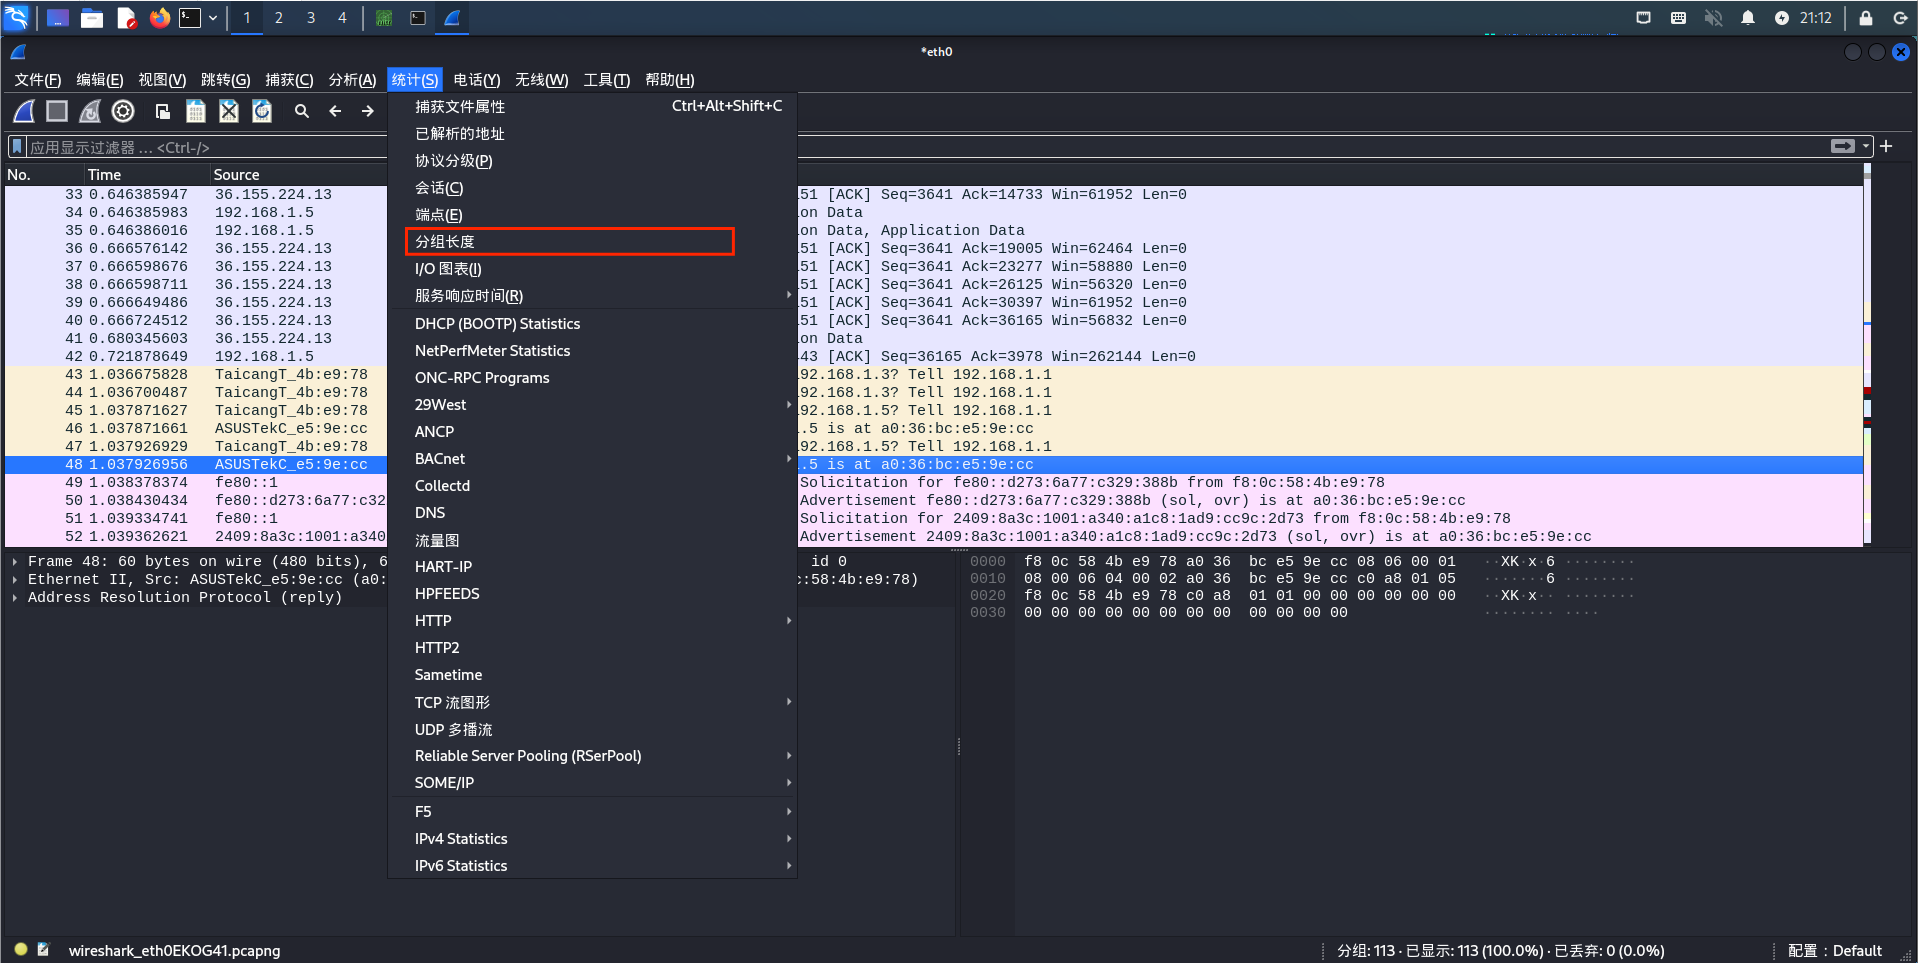 1 2 3 4 21:12
*eth0
文件(F) 编辑(E) 视图(V) 跳转(G) 捕获(C) 分析(A) 统计(S) 电话(Y) 无线(W) 工具(T) 帮助(H)
捕获文件属性 Ctrl+Alt+Shift+C
已解析的地址
协议分级(P)
会话(C)
端点(E)
分组长度
I/O 图表(I)
服务响应时间(R)
DHCP (BOOTP) Statistics
NetPerfMeter Statistics
ONC-RPC Programs
29West
ANCP
BACnet
Collectd
DNS
流量图
HART-IP
HPFEEDS
HTTP
HTTP2
Sametime
TCP 流图形
UDP 多播流
Reliable Server Pooling (RSerPool)
SOME/IP
F5
IPv4 Statistics
IPv6 Statistics
应用显示过滤器 … <Ctrl-/>
No. Time Source
33 0.646385947 36.155.224.13 51 [ACK] Seq=3641 Ack=14733 Win=61952 Len=0
34 0.646385983 192.168.1.5 on Data
35 0.646386016 192.168.1.5 on Data, Application Data
36 0.666576142 36.155.224.13 51 [ACK] Seq=3641 Ack=19005 Win=62464 Len=0
37 0.666598676 36.155.224.13 51 [ACK] Seq=3641 Ack=23277 Win=58880 Len=0
38 0.666598711 36.155.224.13 51 [ACK] Seq=3641 Ack=26125 Win=56320 Len=0
39 0.666649486 36.155.224.13 51 [ACK] Seq=3641 Ack=30397 Win=61952 Len=0
40 0.666724512 36.155.224.13 51 [ACK] Seq=3641 Ack=36165 Win=56832 Len=0
41 0.680345603 36.155.224.13 on Data
42 0.721878649 192.168.1.5 443 [ACK] Seq=36165 Ack=3978 Win=262144 Len=0
43 1.036675828 TaicangT_4b:e9:78 92.168.1.3? Tell 192.168.1.1
44 1.036700487 TaicangT_4b:e9:78 92.168.1.3? Tell 192.168.1.1
45 1.037871627 TaicangT_4b:e9:78 92.168.1.5? Tell 192.168.1.1
46 1.037871661 ASUSTekC_e5:9e:cc .5 is at a0:36:bc:e5:9e:cc
47 1.037926929 TaicangT_4b:e9:78 92.168.1.5? Tell 192.168.1.1
48 1.037926956 ASUSTekC_e5:9e:cc .5 is at a0:36:bc:e5:9e:cc
49 1.038378374 fe80::1 Solicitation for fe80::d273:6a77:c329:388b from f8:0c:58:4b:e9:78
50 1.038430434 fe80::d273:6a77:c32 Advertisement fe80::d273:6a77:c329:388b (sol, ovr) is at a0:36:bc:e5:9e:cc
51 1.039334741 fe80::1 Solicitation for 2409:8a3c:1001:a340:a1c8:1ad9:cc9c:2d73 from f8:0c:58:4b:e9:78
52 1.039362621 2409:8a3c:1001:a340 Advertisement 2409:8a3c:1001:a340:a1c8:1ad9:cc9c:2d73 (sol, ovr) is at a0:36:bc:e5:9e:cc
Frame 48: 60 bytes on wire (480 bits), 6 id 0
Ethernet II, Src: ASUSTekC_e5:9e:cc (a0: c:58:4b:e9:78)
Address Resolution Protocol (reply)
0000 f8 0c 58 4b e9 78 a0 36 bc e5 9e cc 08 06 00 01 ··XK·x·6 ········
0010 08 00 06 04 00 02 a0 36 bc e5 9e cc c0 a8 01 05 ·······6 ········
0020 f8 0c 58 4b e9 78 c0 a8 01 01 00 00 00 00 00 00 ··XK·x·· ········
0030 00 00 00 00 00 00 00 00 00 00 00 00 ········ ····
wireshark_eth0EKOG41.pcapng 分组: 113 · 已显示: 113 (100.0%) · 已丢弃: 0 (0.0%) 配置：Default